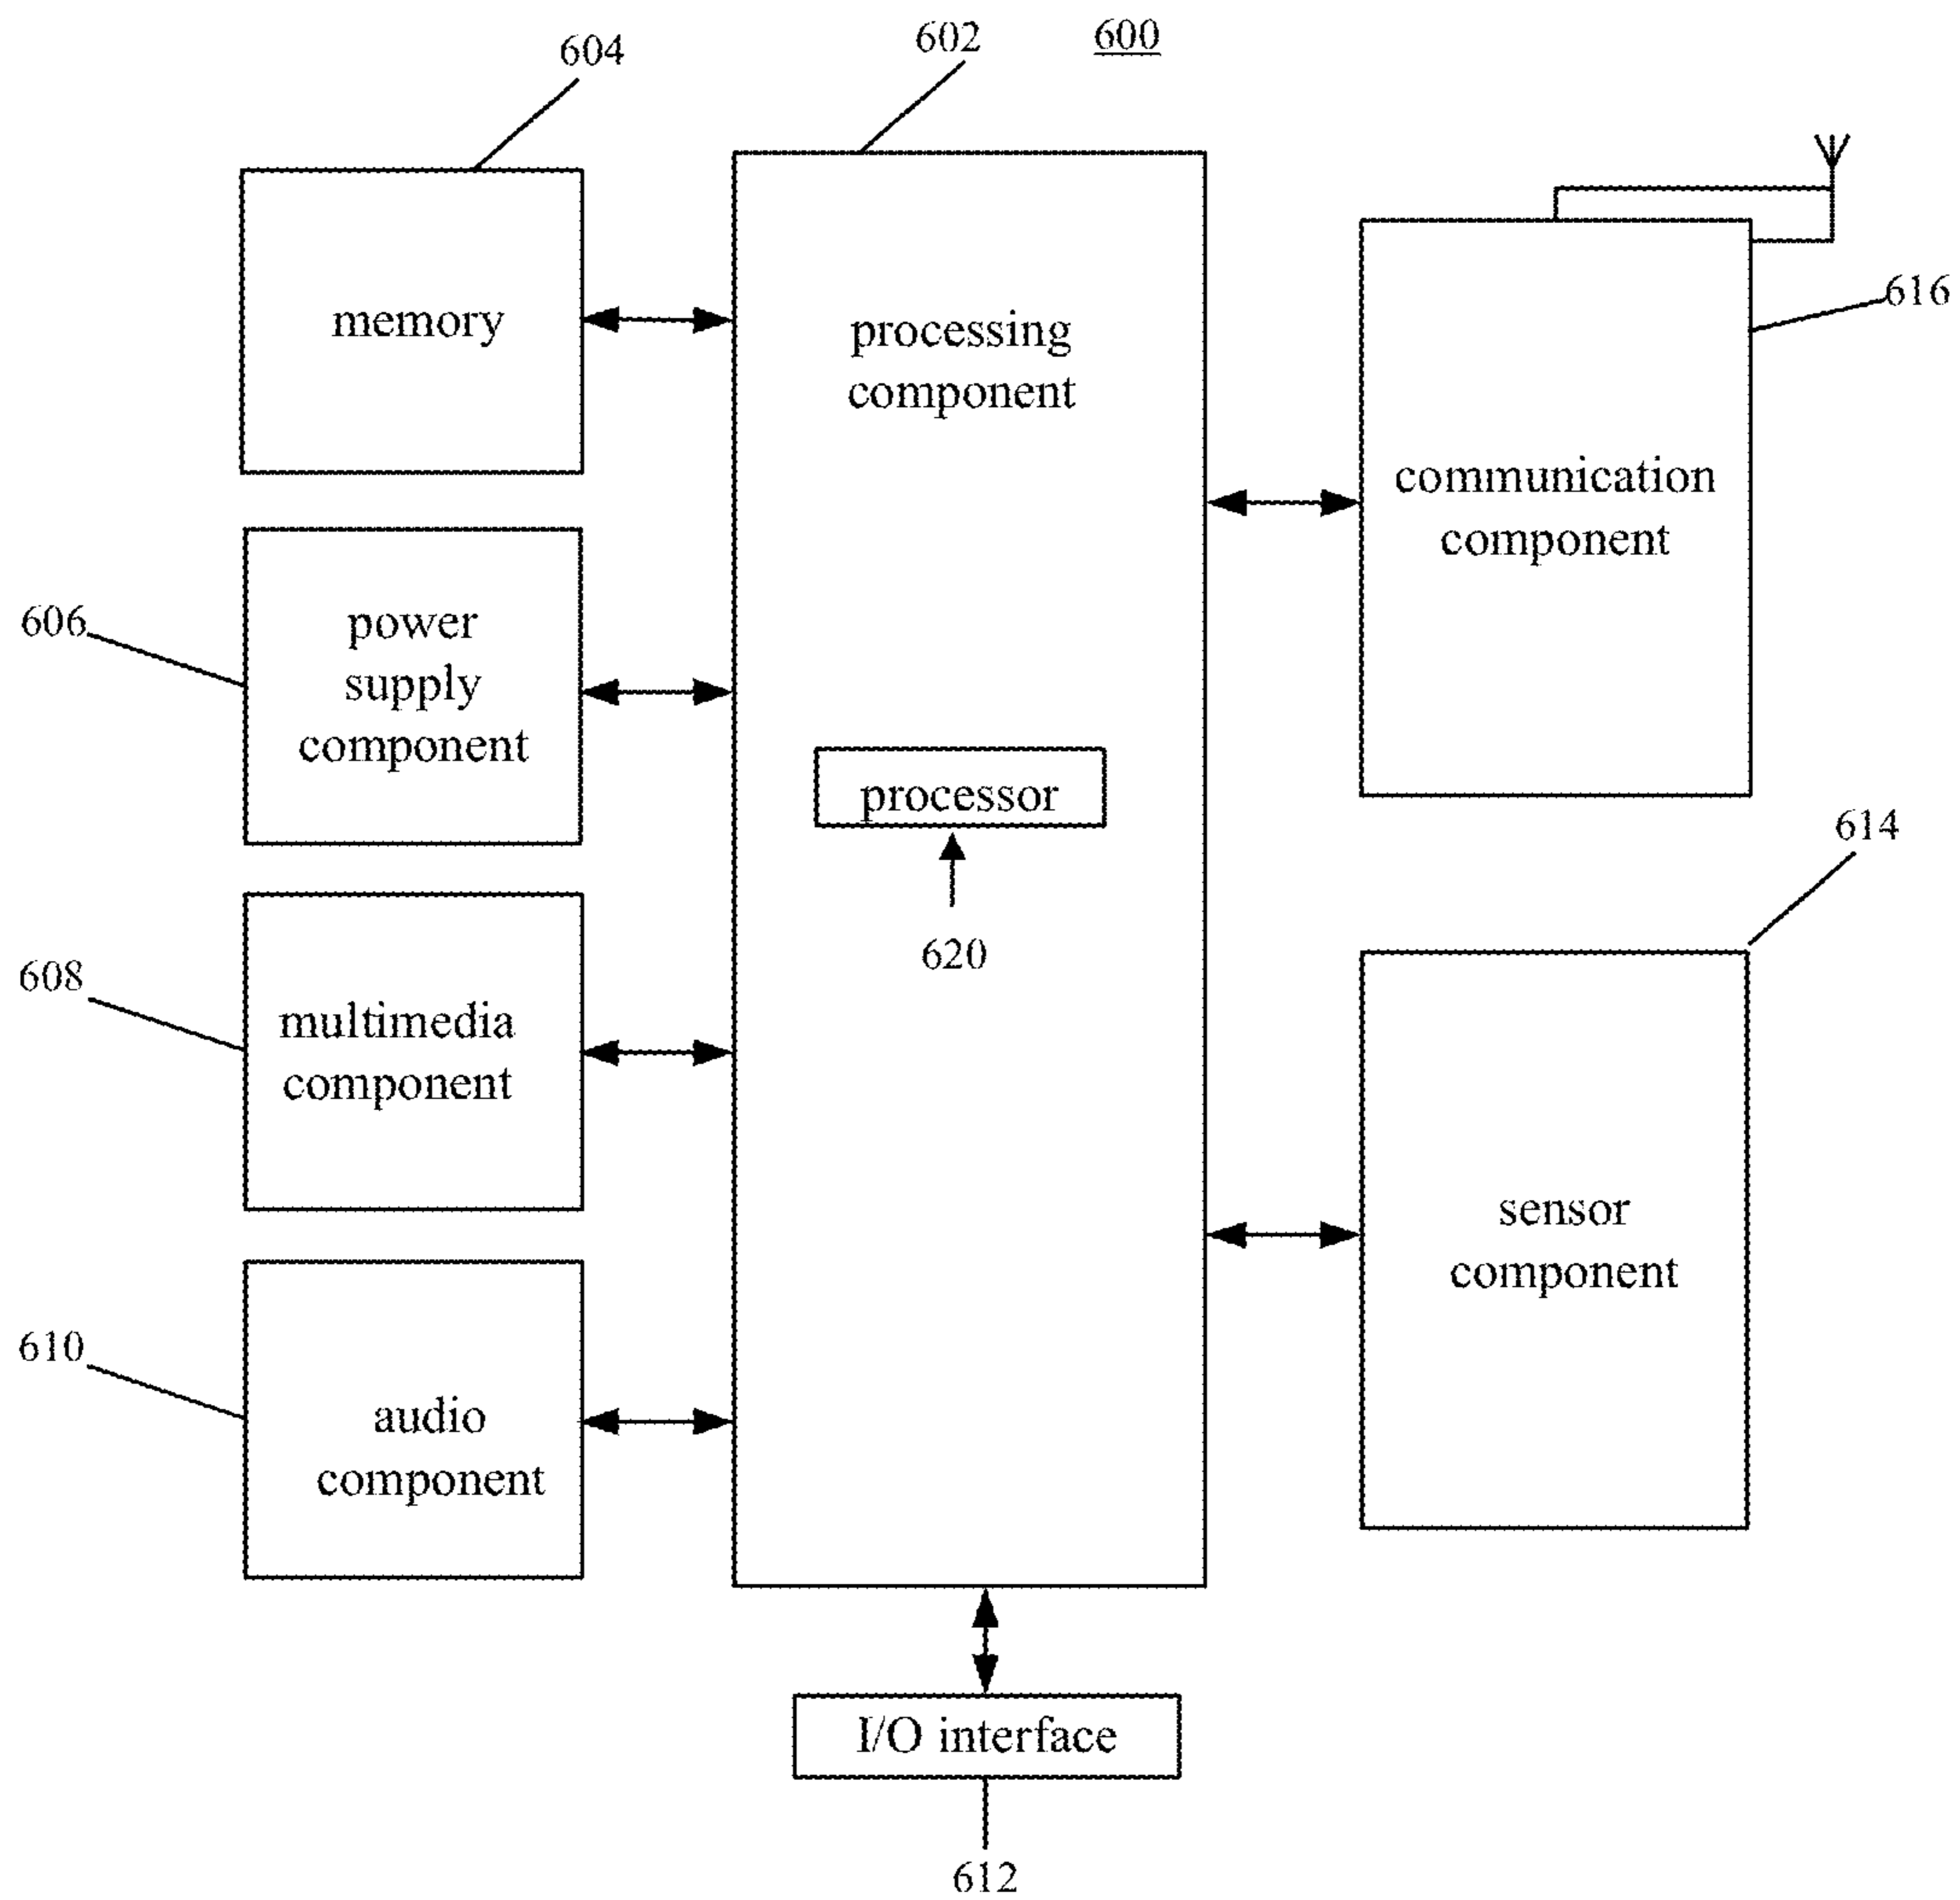 600
602
604
memory
processing
component
616
communication
component
606
power
supply
component
processor
620
614
608
multimedia
component
sensor
component
610
audio
component
I/O interface
612